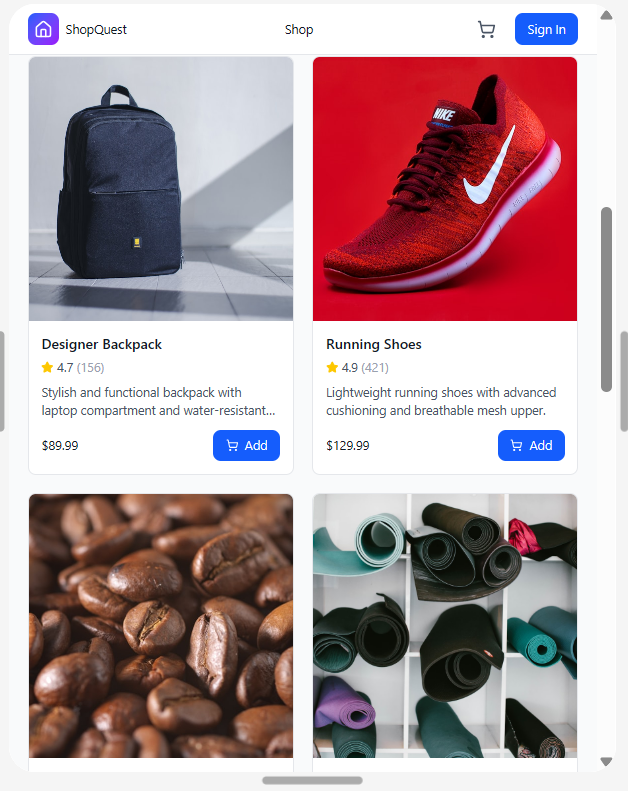 ShopQuest
Shop
Sign In
NIKE
Designer Backpack
4.7 (156)
Stylish and functional backpack with
laptop compartment and water-resistant...
$89.99
Add
Running Shoes
4.9 (421)
Lightweight running shoes with advanced
cushioning and breathable mesh upper.
$129.99
Add